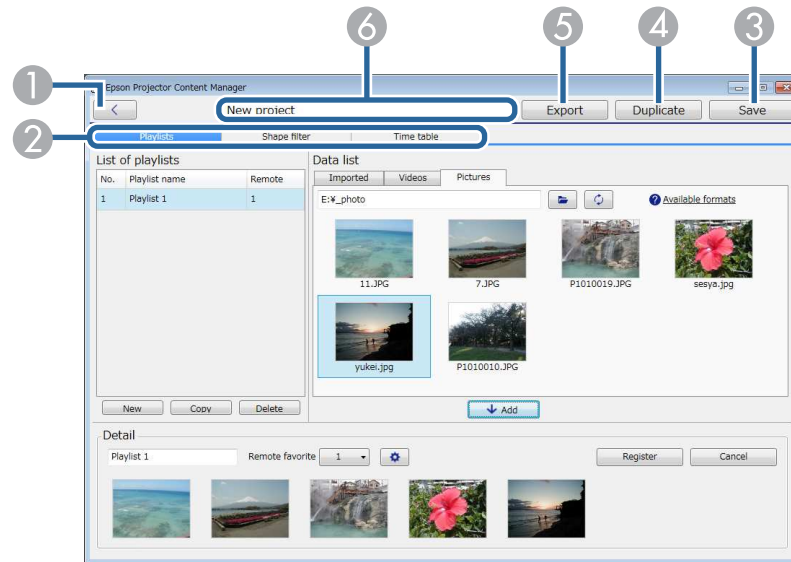 6 5 4 3
1 Epson Projector Content Manager
New project Export Duplicate Save
2 Playlists Shape filter Time table
List of playlists Data list
No. Playlist name Remote Imported Videos Pictures
1 Playlist 1 1 E:¥_photo Available formats
11.JPG 7.JPG P1010019.JPG sesya.jpg
yukei.jpg P1010010.JPG
New Copy Delete Add
Detail
Playlist 1 Remote favorite 1 Register Cancel